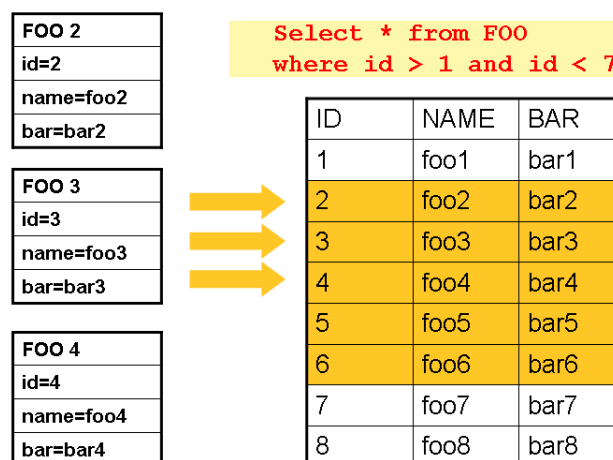 FOO 2
id=2
name=foo2
bar=bar2
FOO 3
id=3
name=foo3
bar=bar3
FOO 4
id=4
name=foo4
bar=bar4
Select * from FOO
where id > 1 and id < 7
ID NAME BAR
1 foo1 bar1
2 foo2 bar2
3 foo3 bar3
4 foo4 bar4
5 foo5 bar5
6 foo6 bar6
7 foo7 bar7
8 foo8 bar8